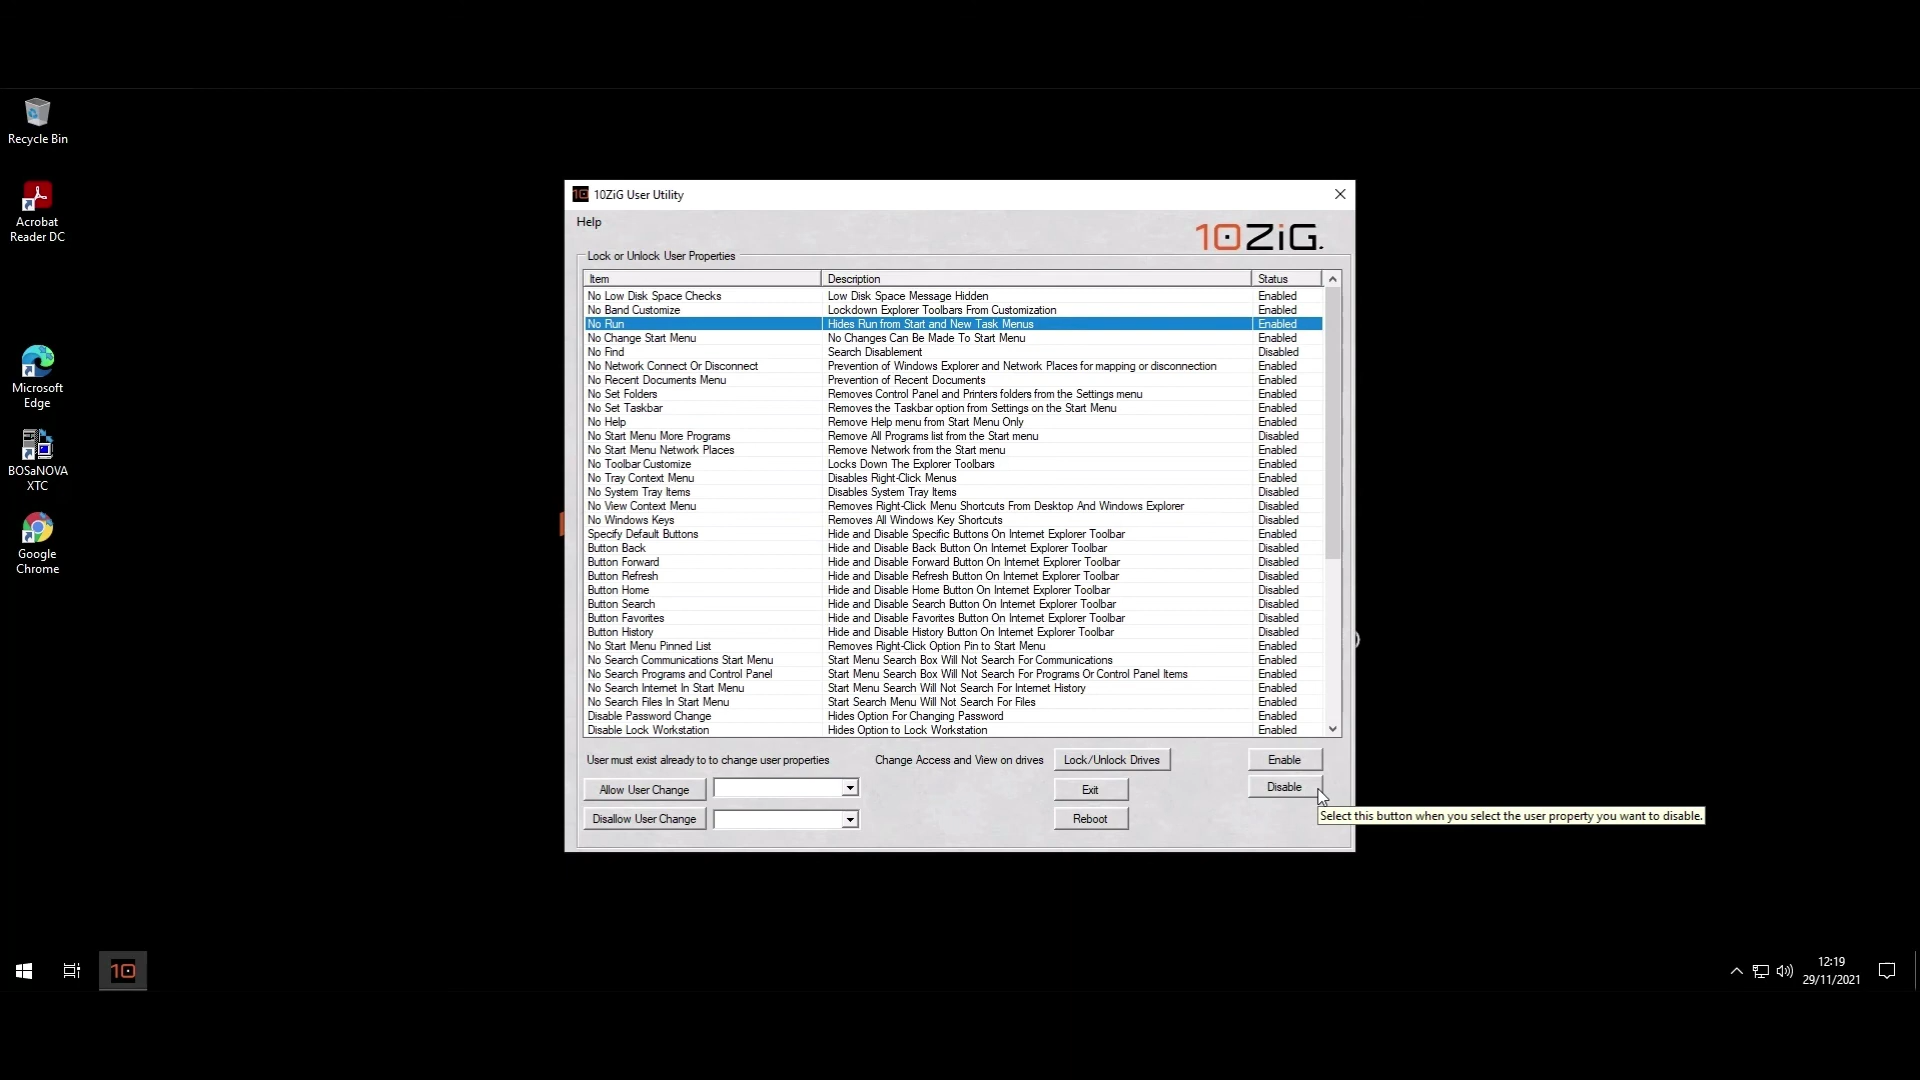 Recycle Bin
Acrobat
Reader DC
Microsoft
Edge
BOSaNOVA
XTC
Google
Chrome
10ZiG User Utility
Help
10ZiG.
Lock or Unlock User Properties
Item Description Status
No Low Disk Space Checks Low Disk Space Message Hidden Enabled
No Band Customize Lockdown Explorer Toolbars From Customization Enabled
No Run Hides Run from Start and New Task Menus Enabled
No Change Start Menu No Changes Can Be Made To Start Menu Enabled
No Find Search Disablement Disabled
No Network Connect Or Disconnect Prevention of Windows Explorer and Network Places for mapping or disconnection Enabled
No Recent Documents Menu Prevention of Recent Documents Enabled
No Set Folders Removes Control Panel and Printers folders from the Settings menu Enabled
No Set Taskbar Removes the Taskbar option from Settings on the Start Menu Enabled
No Help Remove Help menu from Start Menu Only Enabled
No Start Menu More Programs Remove All Programs list from the Start menu Disabled
No Start Menu Network Places Remove Network from the Start menu Enabled
No Toolbar Customize Locks Down The Explorer Toolbars Enabled
No Tray Context Menu Disables Right-Click Menus Enabled
No System Tray Items Disables System Tray Items Disabled
No View Context Menu Removes Right-Click Menu Shortcuts From Desktop And Windows Explorer Disabled
No Windows Keys Removes All Windows Key Shortcuts Disabled
Specify Default Buttons Hide and Disable Specific Buttons On Internet Explorer Toolbar Enabled
Button Back Hide and Disable Back Button On Internet Explorer Toolbar Disabled
Button Forward Hide and Disable Forward Button On Internet Explorer Toolbar Disabled
Button Refresh Hide and Disable Refresh Button On Internet Explorer Toolbar Disabled
Button Home Hide and Disable Home Button On Internet Explorer Toolbar Disabled
Button Search Hide and Disable Search Button On Internet Explorer Toolbar Disabled
Button Favorites Hide and Disable Favorites Button On Internet Explorer Toolbar Disabled
Button History Hide and Disable History Button On Internet Explorer Toolbar Disabled
No Start Menu Pinned List Removes Right-Click Option Pin to Start Menu Enabled
No Search Communications Start Menu Start Menu Search Box Will Not Search For Communications Enabled
No Search Programs and Control Panel Start Menu Search Box Will Not Search For Programs Or Control Panel Items Enabled
No Search Internet In Start Menu Start Menu Search Will Not Search For Internet History Enabled
No Search Files In Start Menu Start Search Menu Will Not Search For Files Enabled
Disable Password Change Hides Option For Changing Password Enabled
Disable Lock Workstation Hides Option to Lock Workstation Enabled
User must exist already to to change user properties Change Access and View on drives Lock/Unlock Drives Enable
Allow User Change Exit Disable
Disallow User Change Reboot
Select this button when you select the user property you want to disable.
10
12:19
29/11/2021